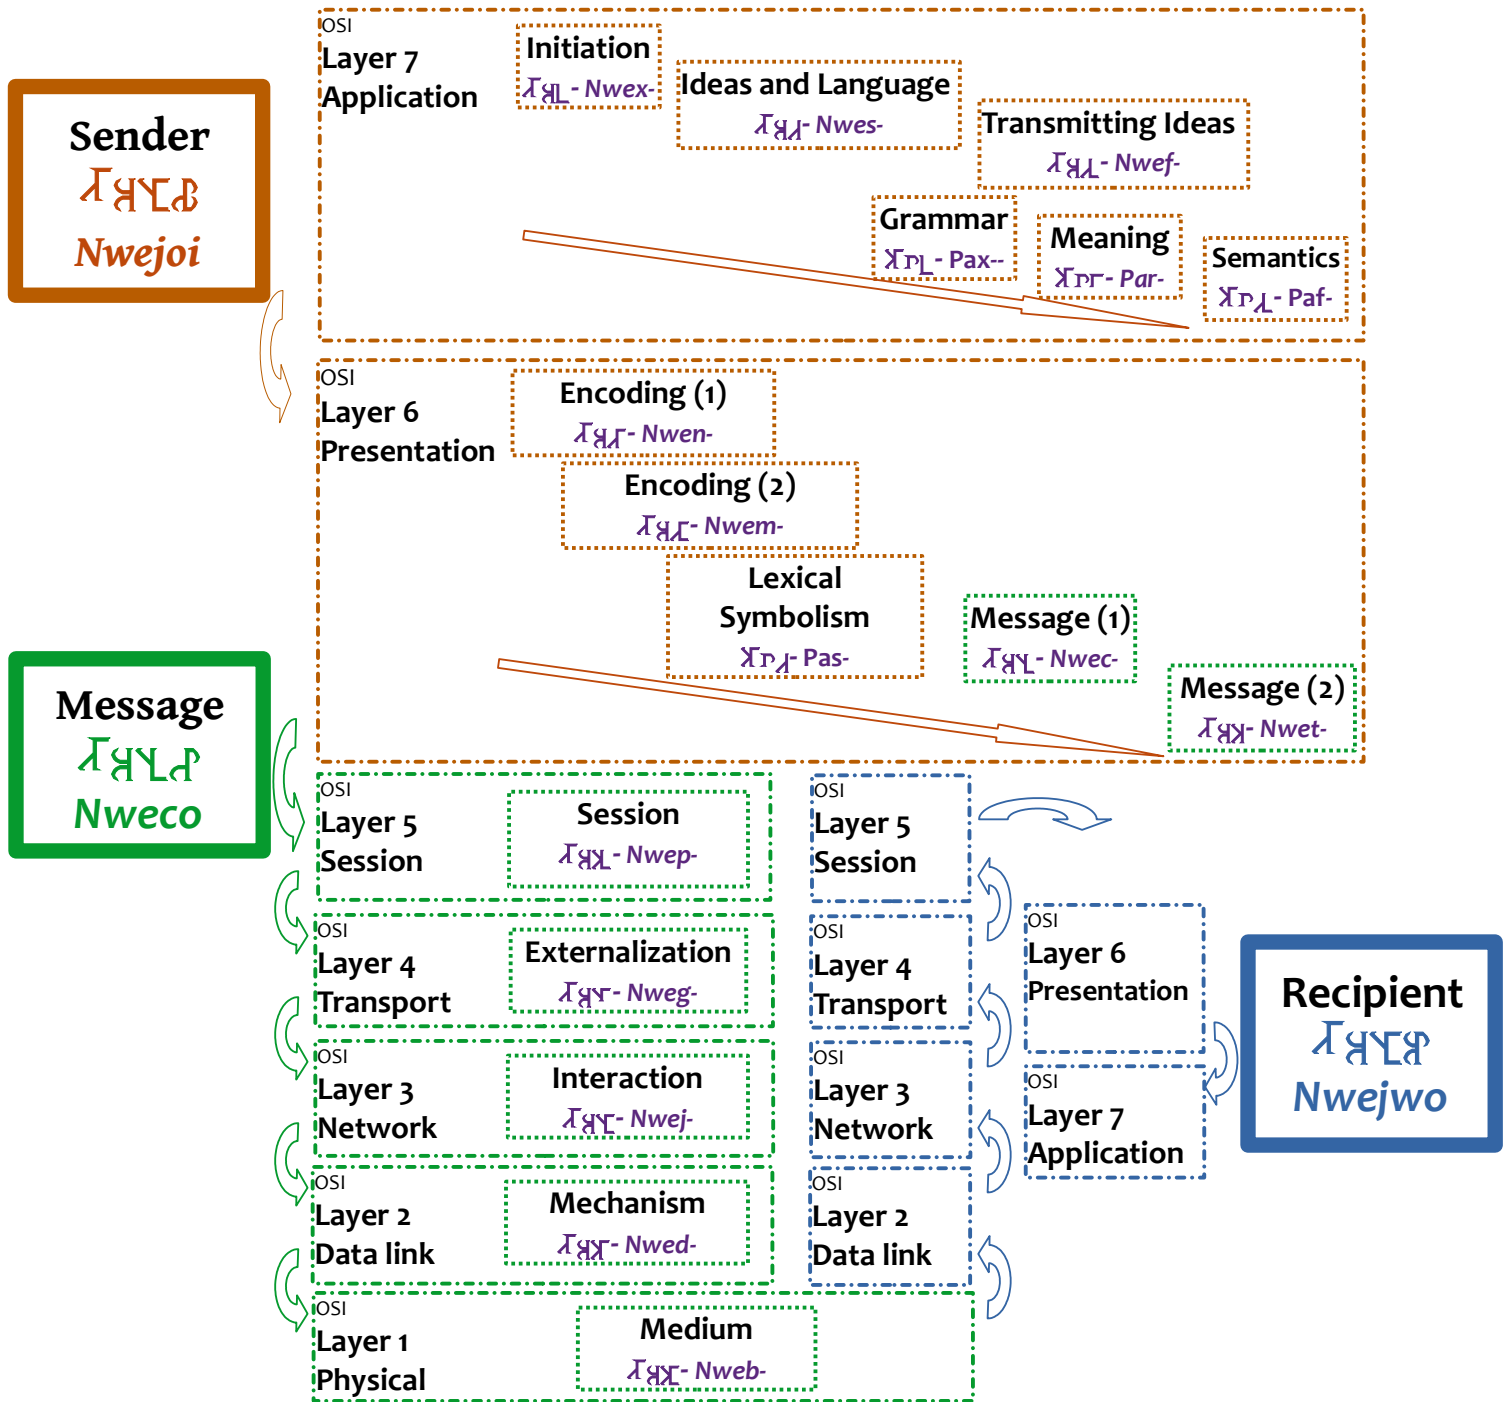 OSI
Layer 7
Application
Initiation
- Nwex-
Ideas and Language
- Nwes-
Transmitting Ideas
- Nwef-
Grammar
- Pax--
Meaning
- Par-
Semantics
- Paf-
Sender
Nwejoi
OSI
Layer 6
Presentation
Encoding (1)
- Nwen-
Encoding (2)
- Nwem-
Lexical
Symbolism
- Pas-
Message (1)
- Nwec-
Message (2)
- Nwet-
Message
Nweco
OSI
Layer 5
Session
Session
- Nwep-
OSI
Layer 4
Transport
Externalization
- Nweg-
OSI
Layer 3
Network
Interaction
- Nwej-
OSI
Layer 2
Data link
Mechanism
- Nwed-
OSI
Layer 1
Physical
Medium
- Nweb-
OSI
Layer 5
Session
OSI
Layer 4
Transport
OSI
Layer 3
Network
OSI
Layer 2
Data link
OSI
Layer 6
Presentation
OSI
Layer 7
Application
Recipient
Nwejwo